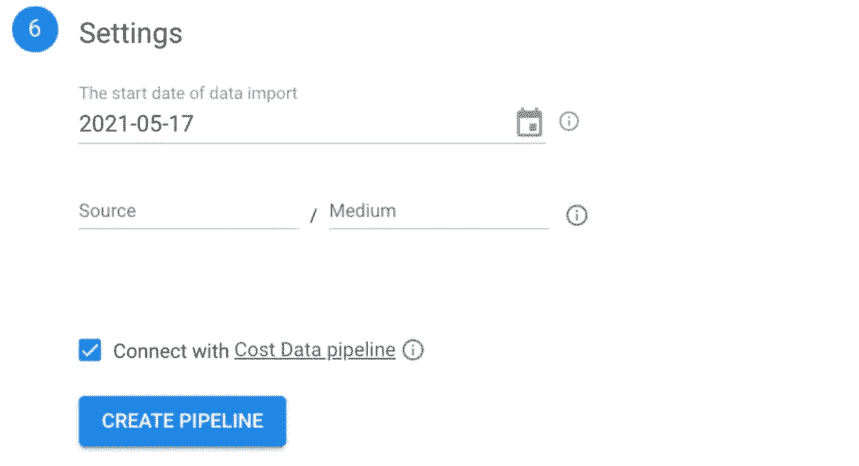 6 Settings
The start date of data import
2021-05-17
Source / Medium
Connect with Cost Data pipeline
CREATE PIPELINE